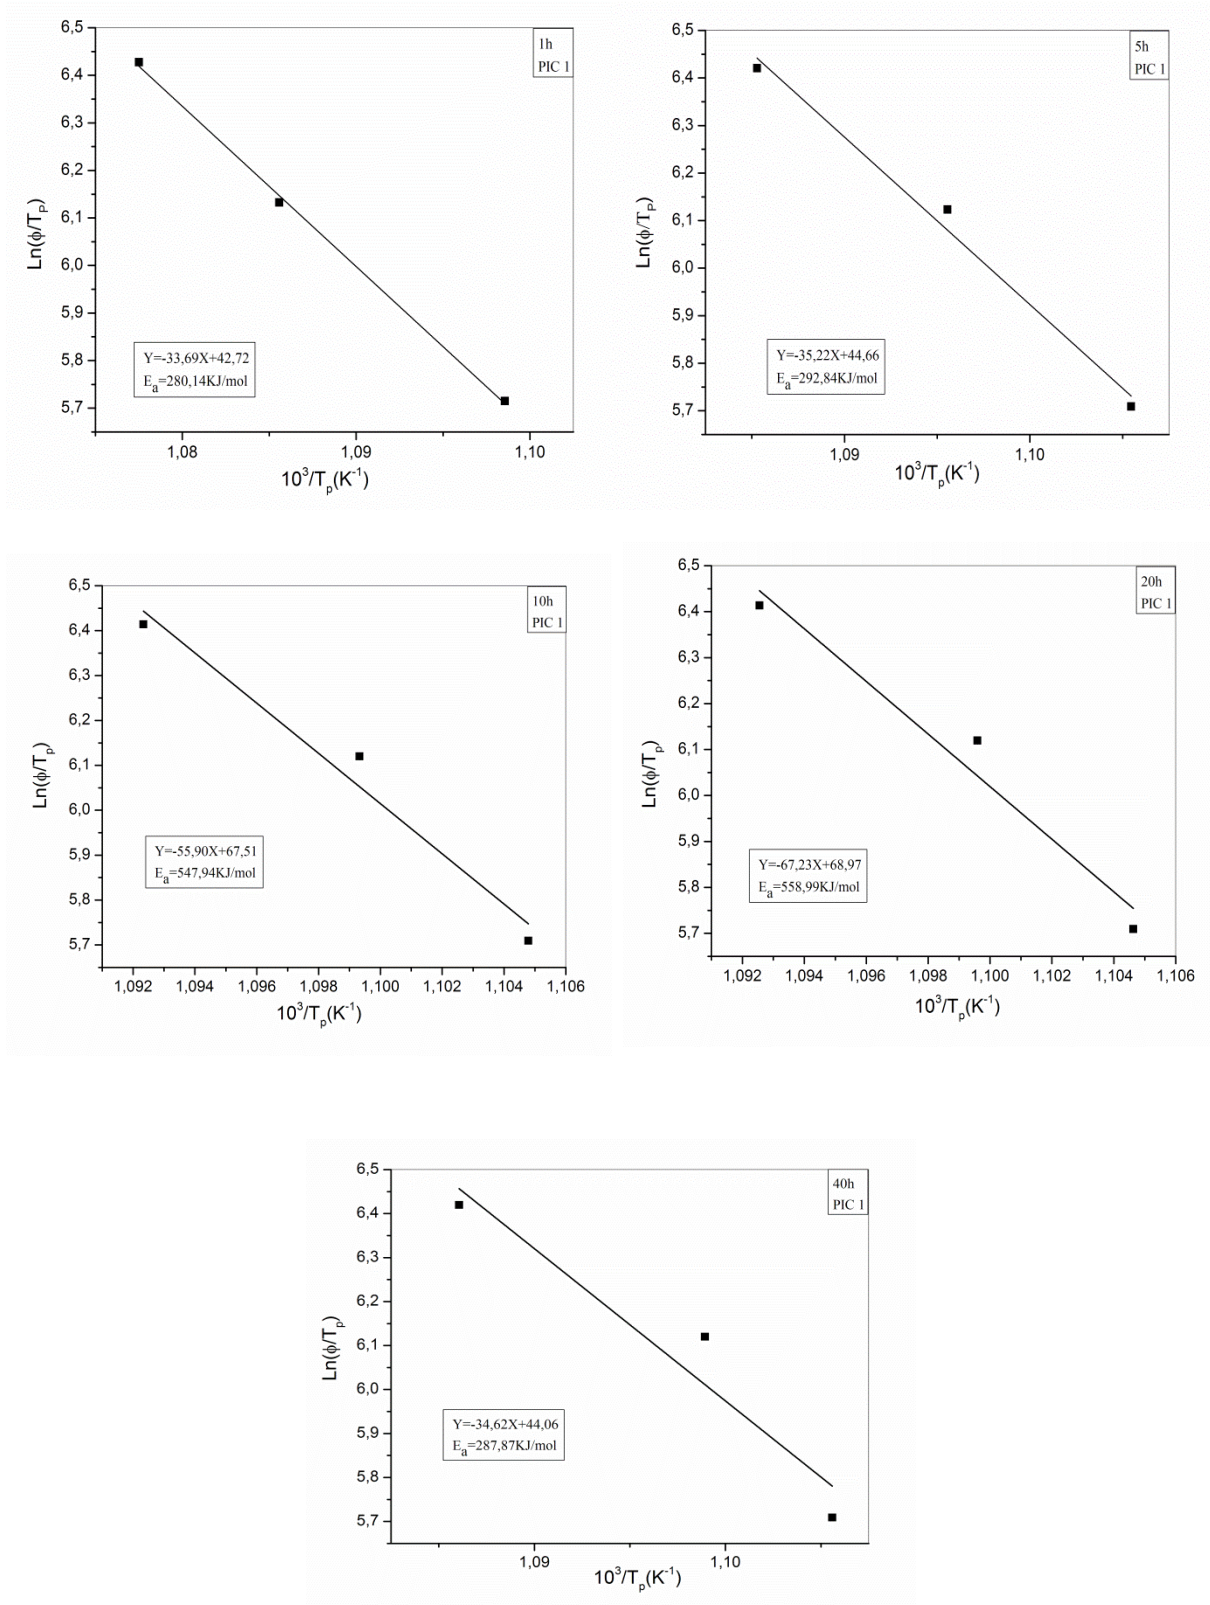 6,5
6,4
6,3
6,2
6,1
6,0
5,9
5,8
5,7
Ln(ϕ/Tp)
1h
PIC 1
Y=-33,69X+42,72
Ea=280,14KJ/mol
1,08
1,09
1,10
10³/Tp(K⁻¹)
6,5
6,4
6,3
6,2
6,1
6,0
5,9
5,8
5,7
Ln(ϕ/TP)
5h
PIC 1
Y=-35,22X+44,66
Ea=292,84KJ/mol
1,09
1,10
10³/Tp(K⁻¹)
6,5
6,4
6,3
6,2
6,1
6,0
5,9
5,8
5,7
Ln(ϕ/Tp)
10h
PIC 1
Y=-55,90X+67,51
Ea=547,94KJ/mol
1,092
1,094
1,096
1,098
1,100
1,102
1,104
1,106
10³/Tp(K⁻¹)
6,5
6,4
6,3
6,2
6,1
6,0
5,9
5,8
5,7
Ln(ϕ/Tp)
20h
PIC 1
Y=-67,23X+68,97
Ea=558,99KJ/mol
1,092
1,094
1,096
1,098
1,100
1,102
1,104
1,106
10³/Tp(K⁻¹)
6,5
6,4
6,3
6,2
6,1
6,0
5,9
5,8
5,7
Ln(ϕ/Tp)
40h
PIC 1
Y=-34,62X+44,06
Ea=287,87KJ/mol
1,09
1,10
10³/Tp(K⁻¹)